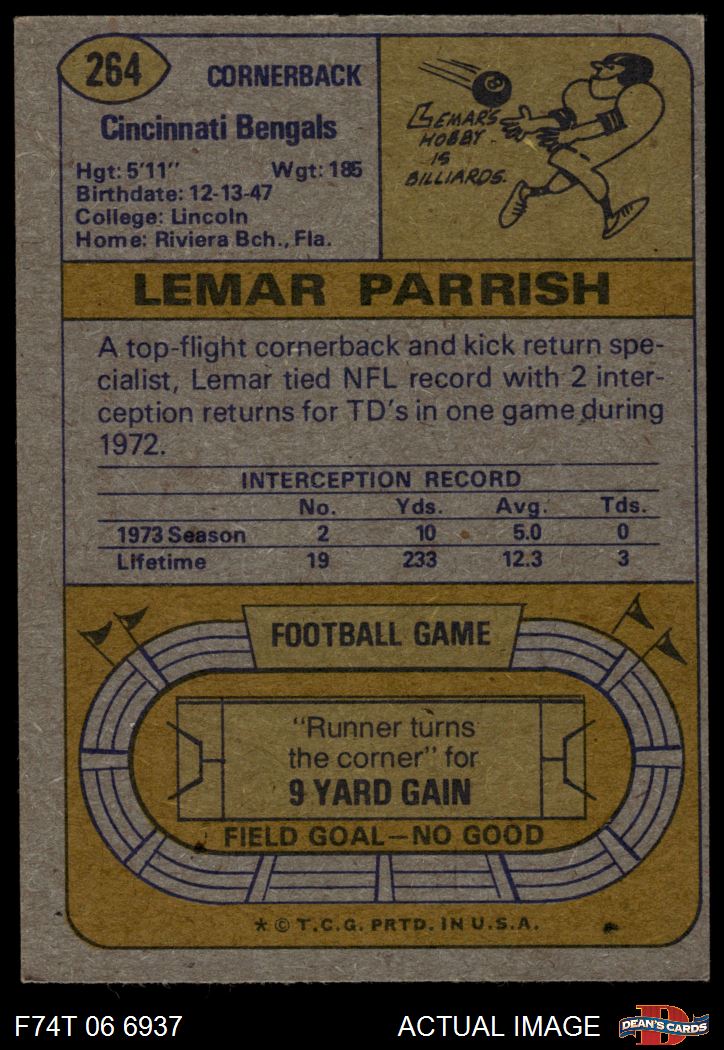 264
CORNERBACK
Cincinnati Bengals
Hgt: 5'11" Wgt: 185
Birthdate: 12-13-47
College: Lincoln
Home: Riviera Bch., Fla.
8
LEMAR'S
HOBBY
IS
BILLIARDS.
LEMAR PARRISH
A top-flight cornerback and kick return spe-
cialist, Lemar tied NFL record with 2 inter-
ception returns for TD's in one game during
1972.
INTERCEPTION RECORD
No. Yds. Avg. Tds.
1973 Season 2 10 5.0 0
Lifetime 19 233 12.3 3
FOOTBALL GAME
"Runner turns
the corner" for
9 YARD GAIN
FIELD GOAL—NO GOOD
* © T.C.G. PRTD. IN U.S.A.
F74T 06 6937 ACTUAL IMAGE
D
DEAN'S CARDS